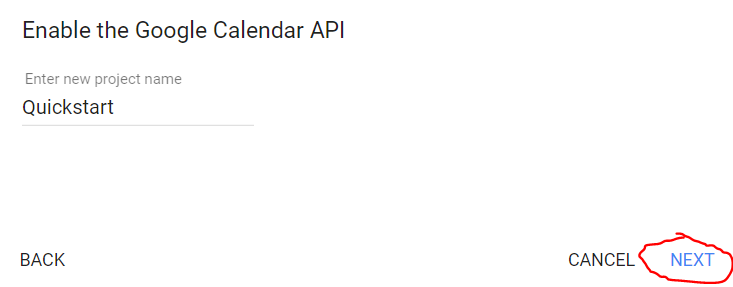 Enable the Google Calendar API
Enter new project name
Quickstart
BACK CANCEL NEXT